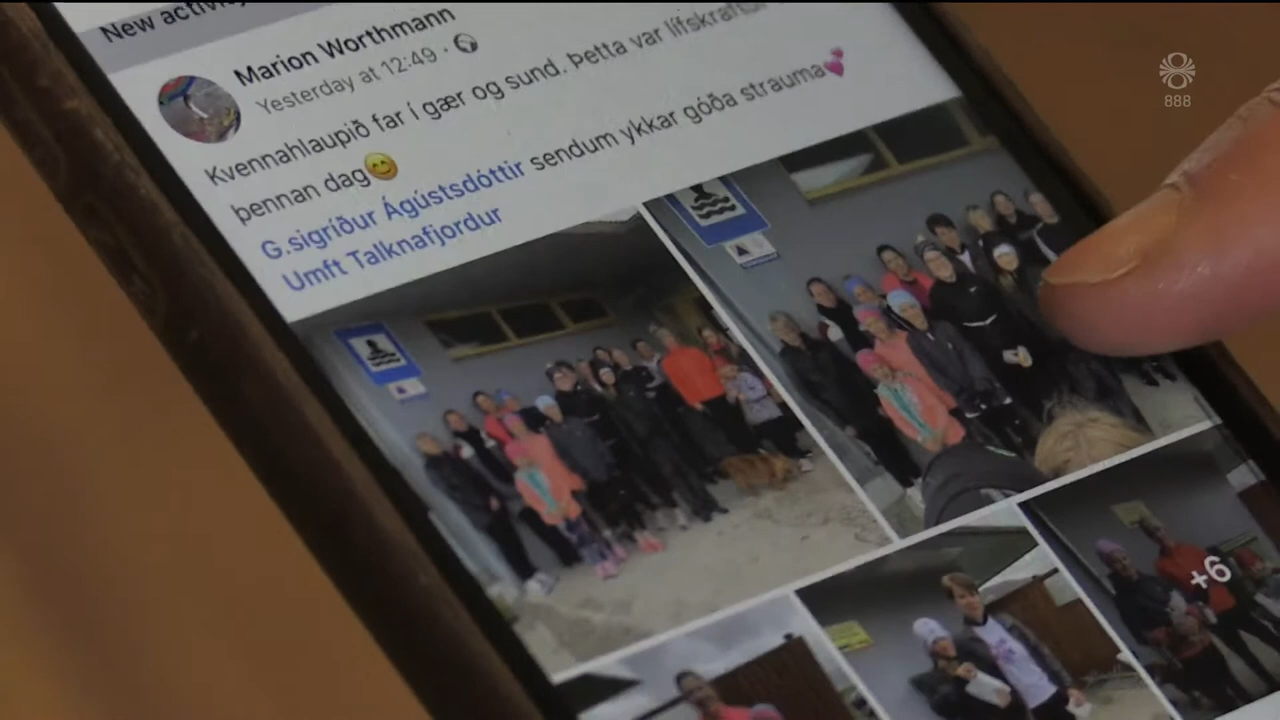 New activity
Marion Worthmann
Yesterday at 12:49 ·
Kvennahlaupið far í gær og sund. Þetta var lífskraftur
þennan dag😊
G.sigríður Ágústsdóttir sendum ykkar góða strauma💕
Umft Talknafjordur
+6
888